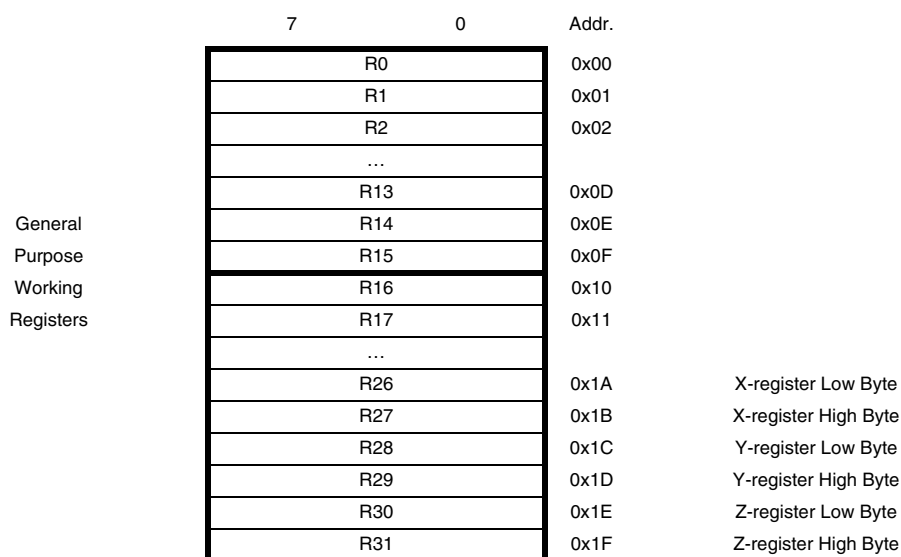 7 0 Addr.
R0 0x00
R1 0x01
R2 0x02
…
R13 0x0D
General R14 0x0E
Purpose R15 0x0F
Working R16 0x10
Registers R17 0x11
…
R26 0x1A X-register Low Byte
R27 0x1B X-register High Byte
R28 0x1C Y-register Low Byte
R29 0x1D Y-register High Byte
R30 0x1E Z-register Low Byte
R31 0x1F Z-register High Byte